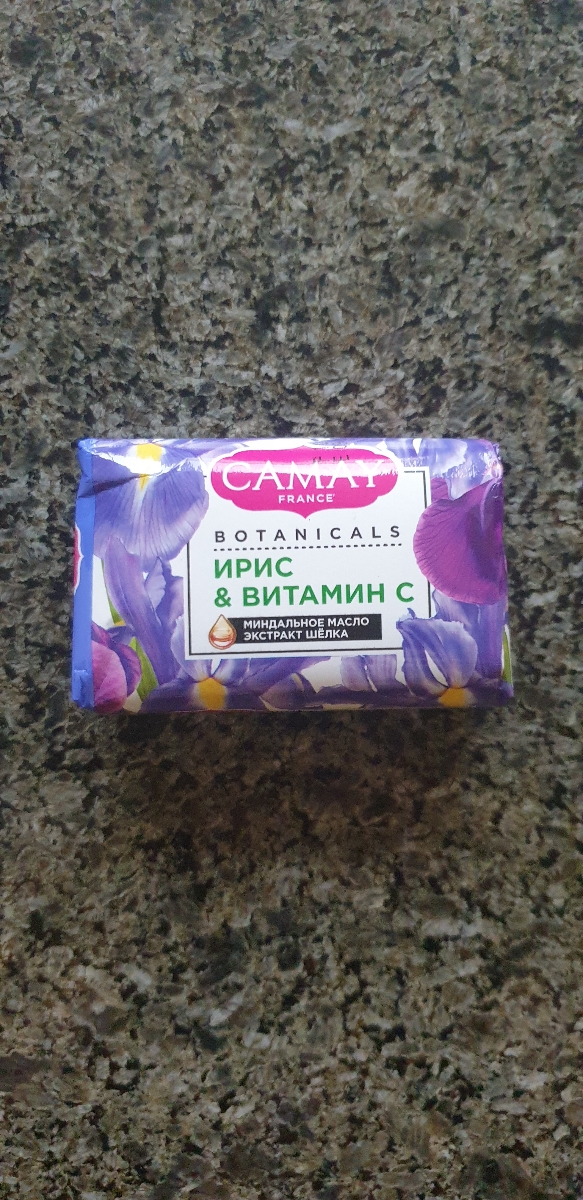 CAMAY
FRANCE
BOTANICALS
ИРИС
& ВИТАМИН С
МИНДАЛЬНОЕ МАСЛО
ЭКСТРАКТ ШЁЛКА